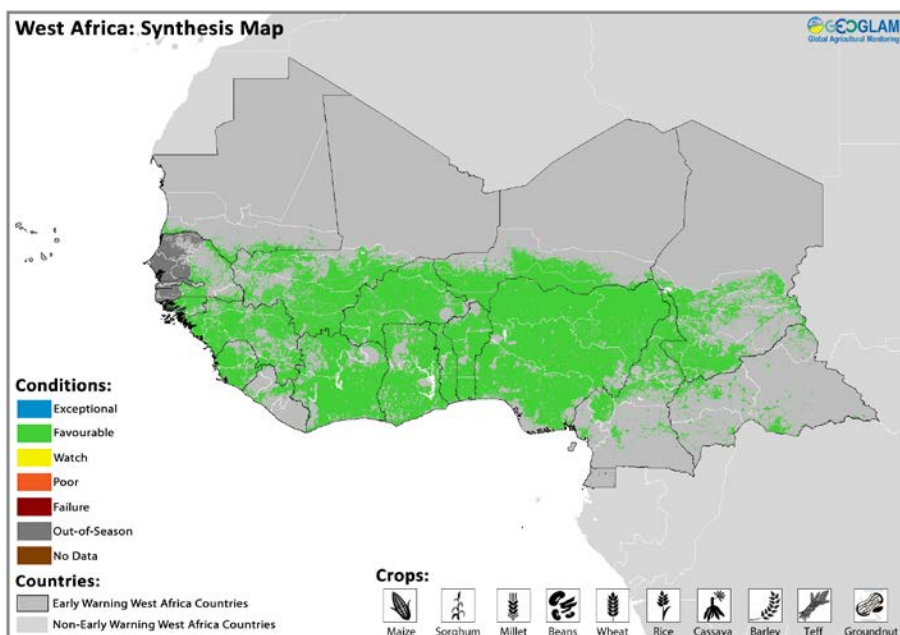 West Africa: Synthesis Map
GEOGLAM
Global Agricultural Monitoring
Conditions:
Exceptional
Favourable
Watch
Poor
Failure
Out-of-Season
No Data
Countries:
Early Warning West Africa Countries
Non-Early Warning West Africa Countries
Crops:
Maize Sorghum Millet Beans Wheat Rice Cassava Barley Teff Groundnut